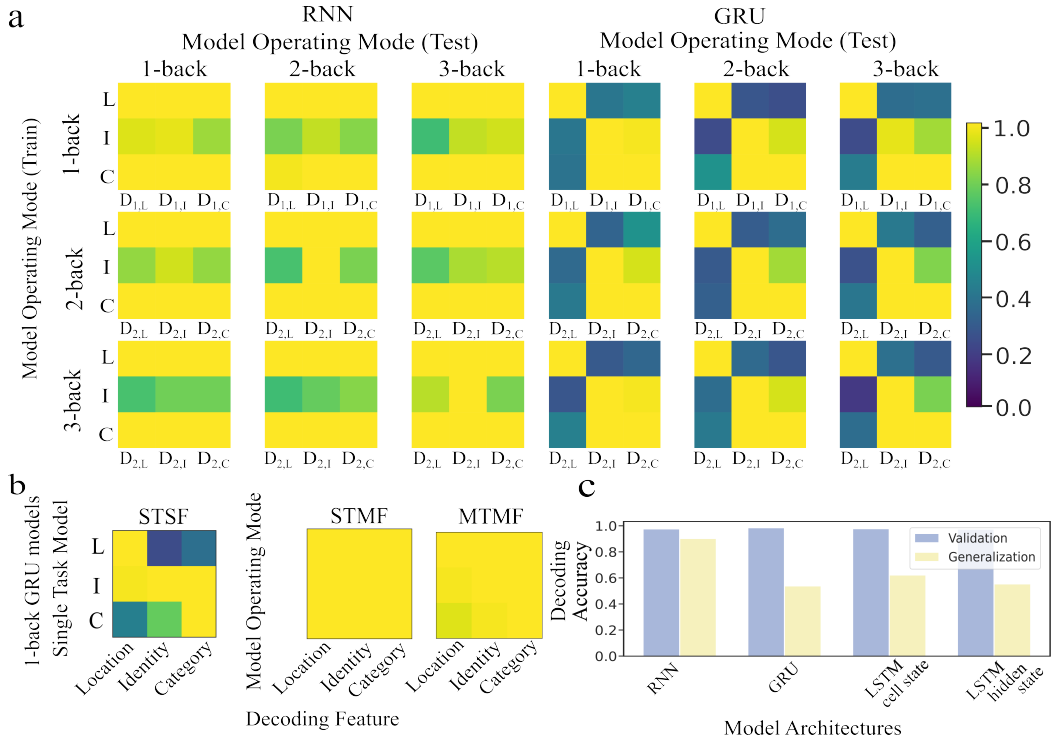 a
RNN
GRU
Model Operating Mode (Test)
Model Operating Mode (Test)
1-back
2-back
3-back
1-back
2-back
3-back
Model Operating Mode (Train)
1-back
L
I
C
D1,L D1,I D1,C
D1,L D1,I D1,C
D1,L D1,I D1,C
D1,L D1,I D1,C
D1,L D1,I D1,C
D1,L D1,I D1,C
2-back
L
I
C
D2,L D2,I D2,C
D2,L D2,I D2,C
D2,L D2,I D2,C
D2,L D2,I D2,C
D2,L D2,I D2,C
D2,L D2,I D2,C
3-back
L
I
C
D2,L D2,I D2,C
D2,L D2,I D2,C
D2,L D2,I D2,C
D2,L D2,I D2,C
D2,L D2,I D2,C
D2,L D2,I D2,C
1.0
0.8
0.6
0.4
0.2
0.0
b
1-back GRU models
Single Task Model
STSF
L
I
C
Location
Identity
Category
Model Operating Mode
STMF
Location
Identity
Category
MTMF
Location
Identity
Category
Decoding Feature
c
Decoding
Accuracy
1.0
0.8
0.6
0.4
0.2
0.0
Validation
Generalization
RNN
GRU
LSTM
cell state
LSTM
hidden
state
Model Architectures